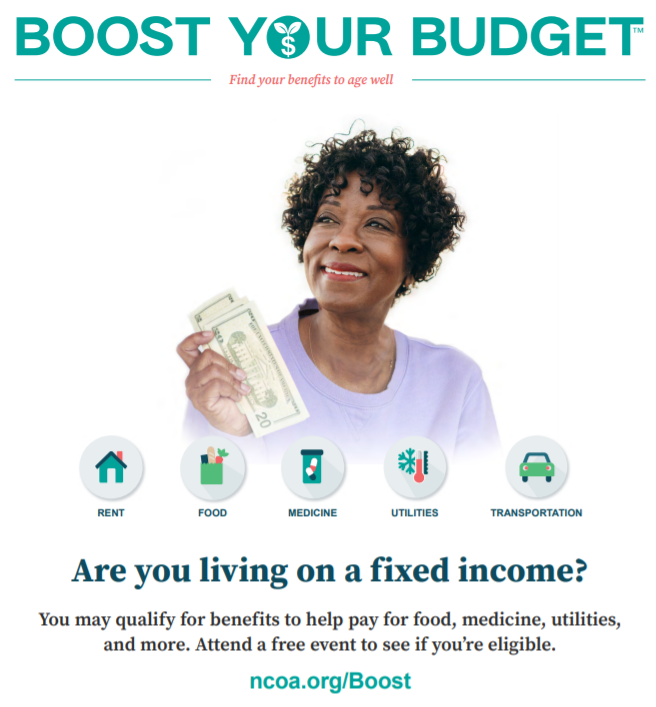 BOOST YOUR BUDGET™
Find your benefits to age well
20
RENT
FOOD
MEDICINE
UTILITIES
TRANSPORTATION
Are you living on a fixed income?
You may qualify for benefits to help pay for food, medicine, utilities,
and more. Attend a free event to see if you’re eligible.
ncoa.org/Boost